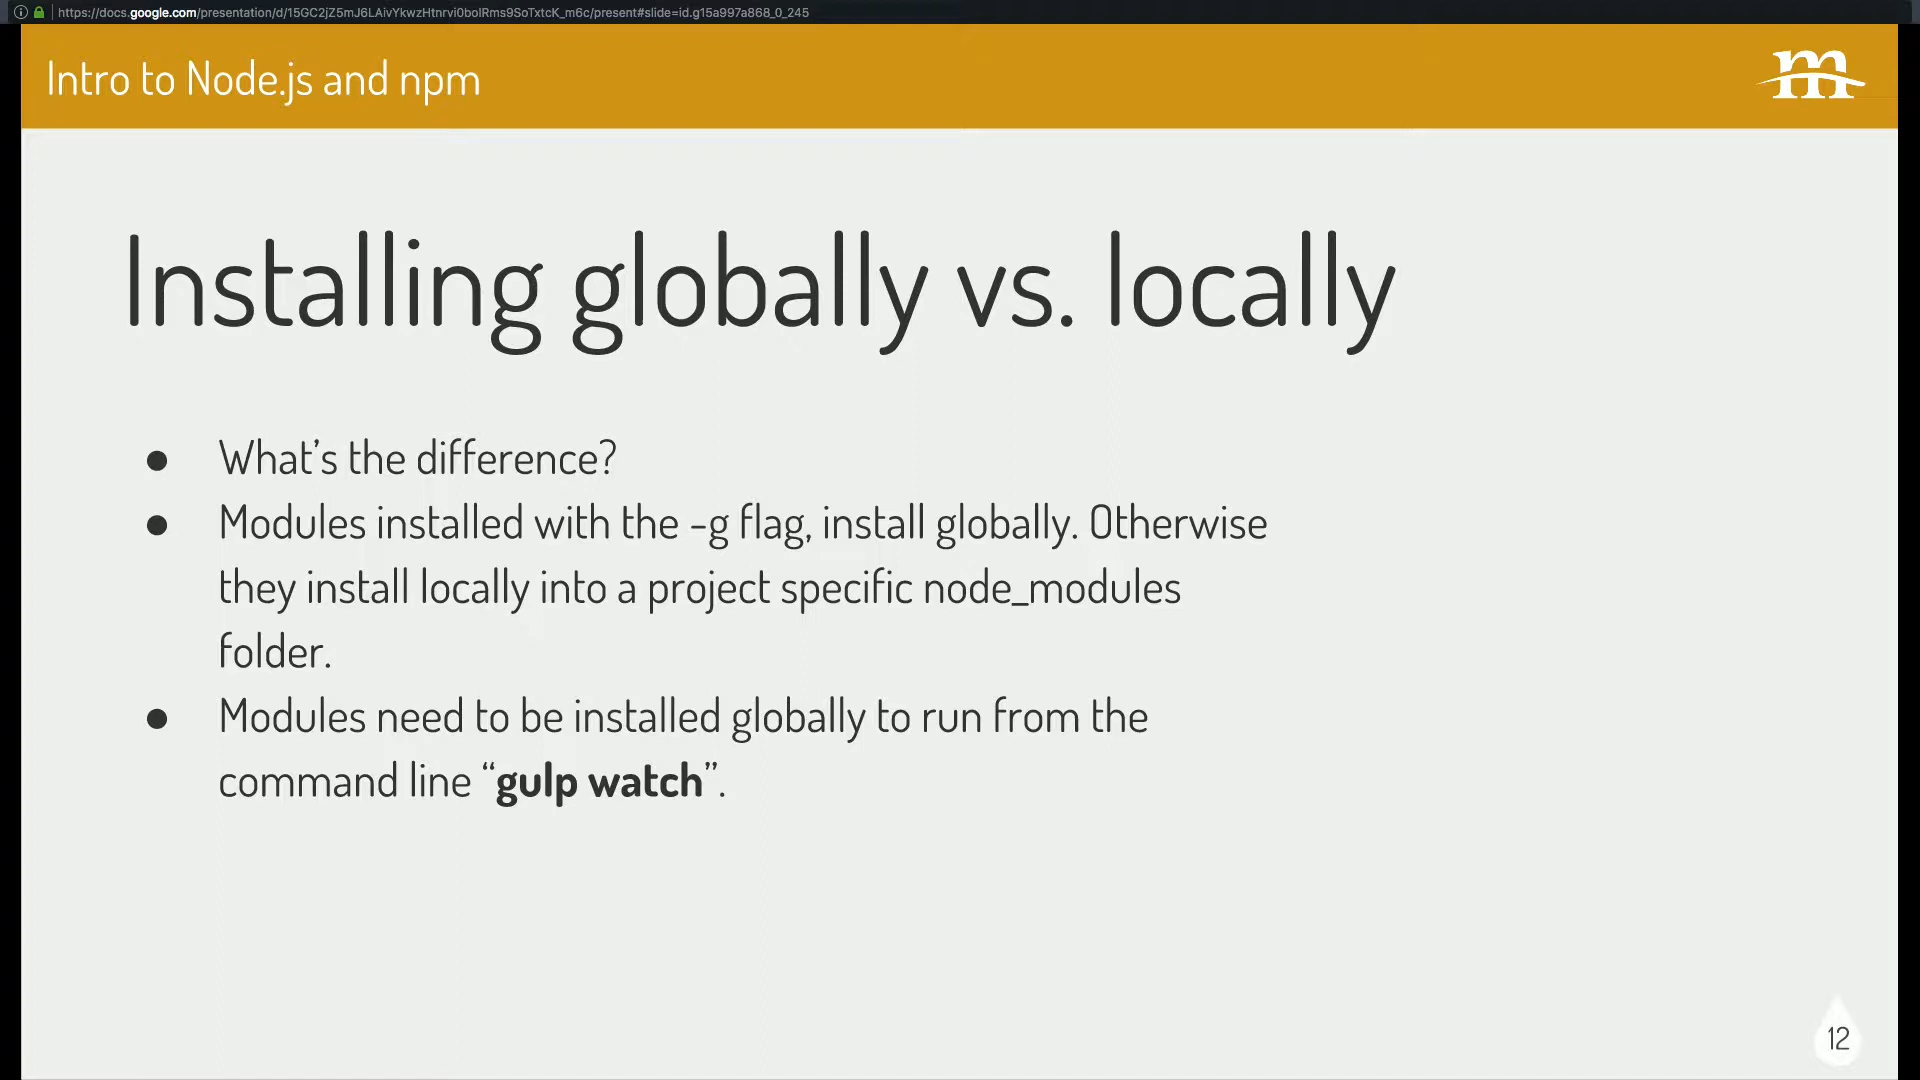 https://docs.google.com/presentation/d/15GC2jZ5mJ6LAivYkwzHtnrvi0bolRms9SoTxtcK_m6c/present#slide=id.g15a997a868_0_245
Intro to Node.js and npm
m
Installing globally vs. locally
● What’s the difference?
● Modules installed with the -g flag, install globally. Otherwise
they install locally into a project specific node_modules
folder.
● Modules need to be installed globally to run from the
command line “gulp watch”.
12